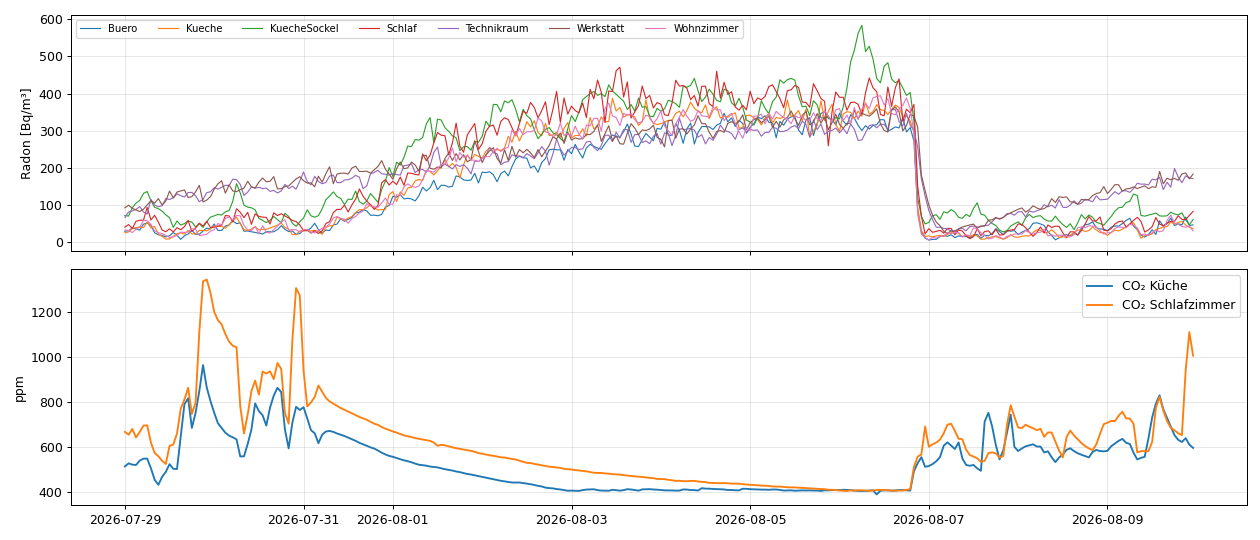 Radon [Bq/m³]
600
500
400
300
200
100
0
Buero Kueche KuecheSockel Schlaf Technikraum Werkstatt Wohnzimmer
ppm
1200
1000
800
600
400
CO₂ Küche
CO₂ Schlafzimmer
2026-07-29 2026-07-31 2026-08-01 2026-08-03 2026-08-05 2026-08-07 2026-08-09